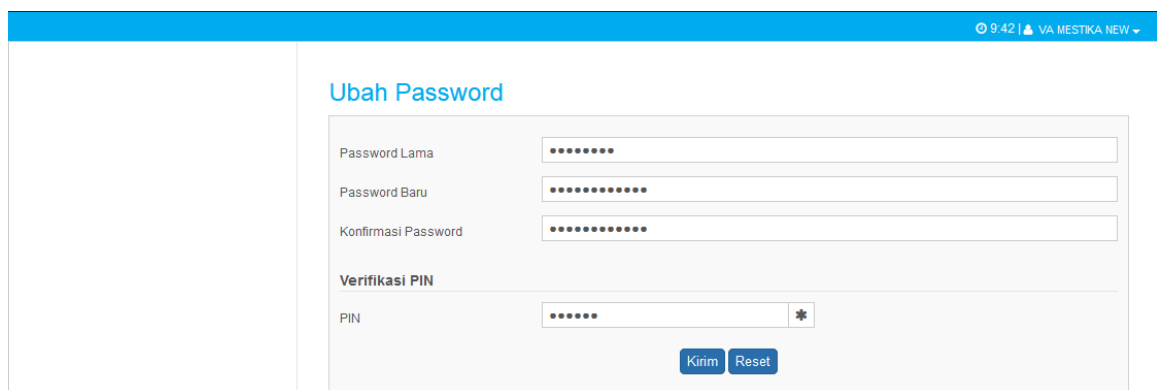 9:42 | VA MESTIKA NEW
Ubah Password
Password Lama ••••••••
Password Baru ••••••••••••
Konfirmasi Password ••••••••••••
Verifikasi PIN
PIN •••••• ✱
Kirim Reset